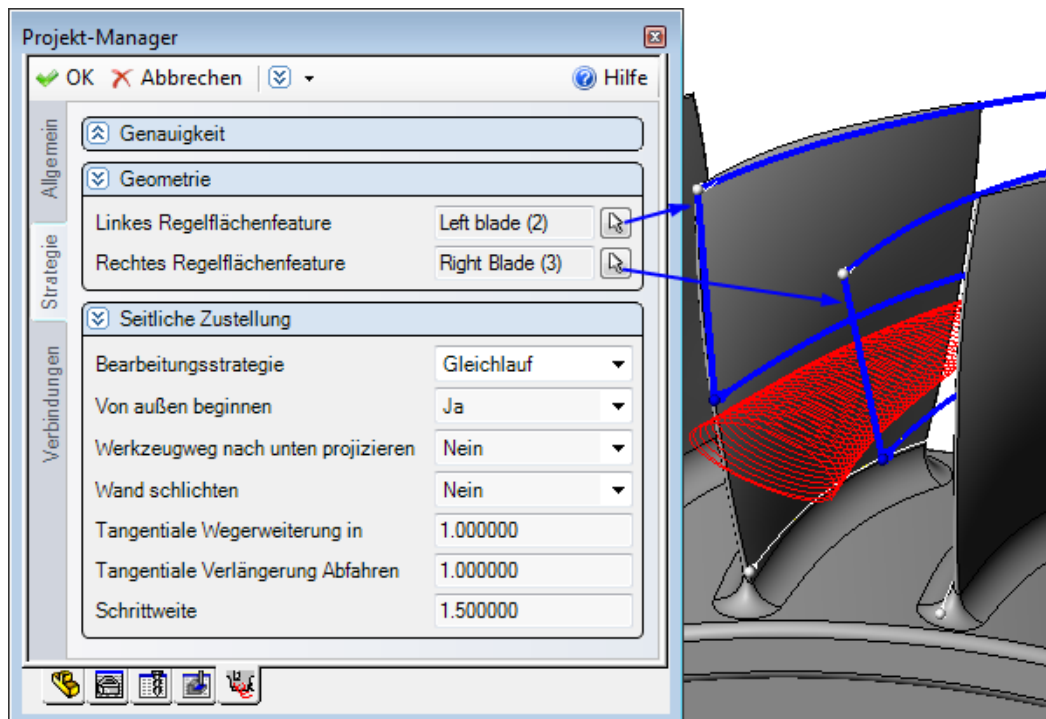 Projekt-Manager
OK Abbrechen Hilfe
Allgemein
Strategie
Verbindungen
Genauigkeit
Geometrie
Linkes Regelflächenfeature Left blade (2)
Rechtes Regelflächenfeature Right Blade (3)
Seitliche Zustellung
Bearbeitungsstrategie Gleichlauf
Von außen beginnen Ja
Werkzeugweg nach unten projizieren Nein
Wand schlichten Nein
Tangentiale Wegerweiterung in 1.000000
Tangentiale Verlängerung Abfahren 1.000000
Schrittweite 1.500000